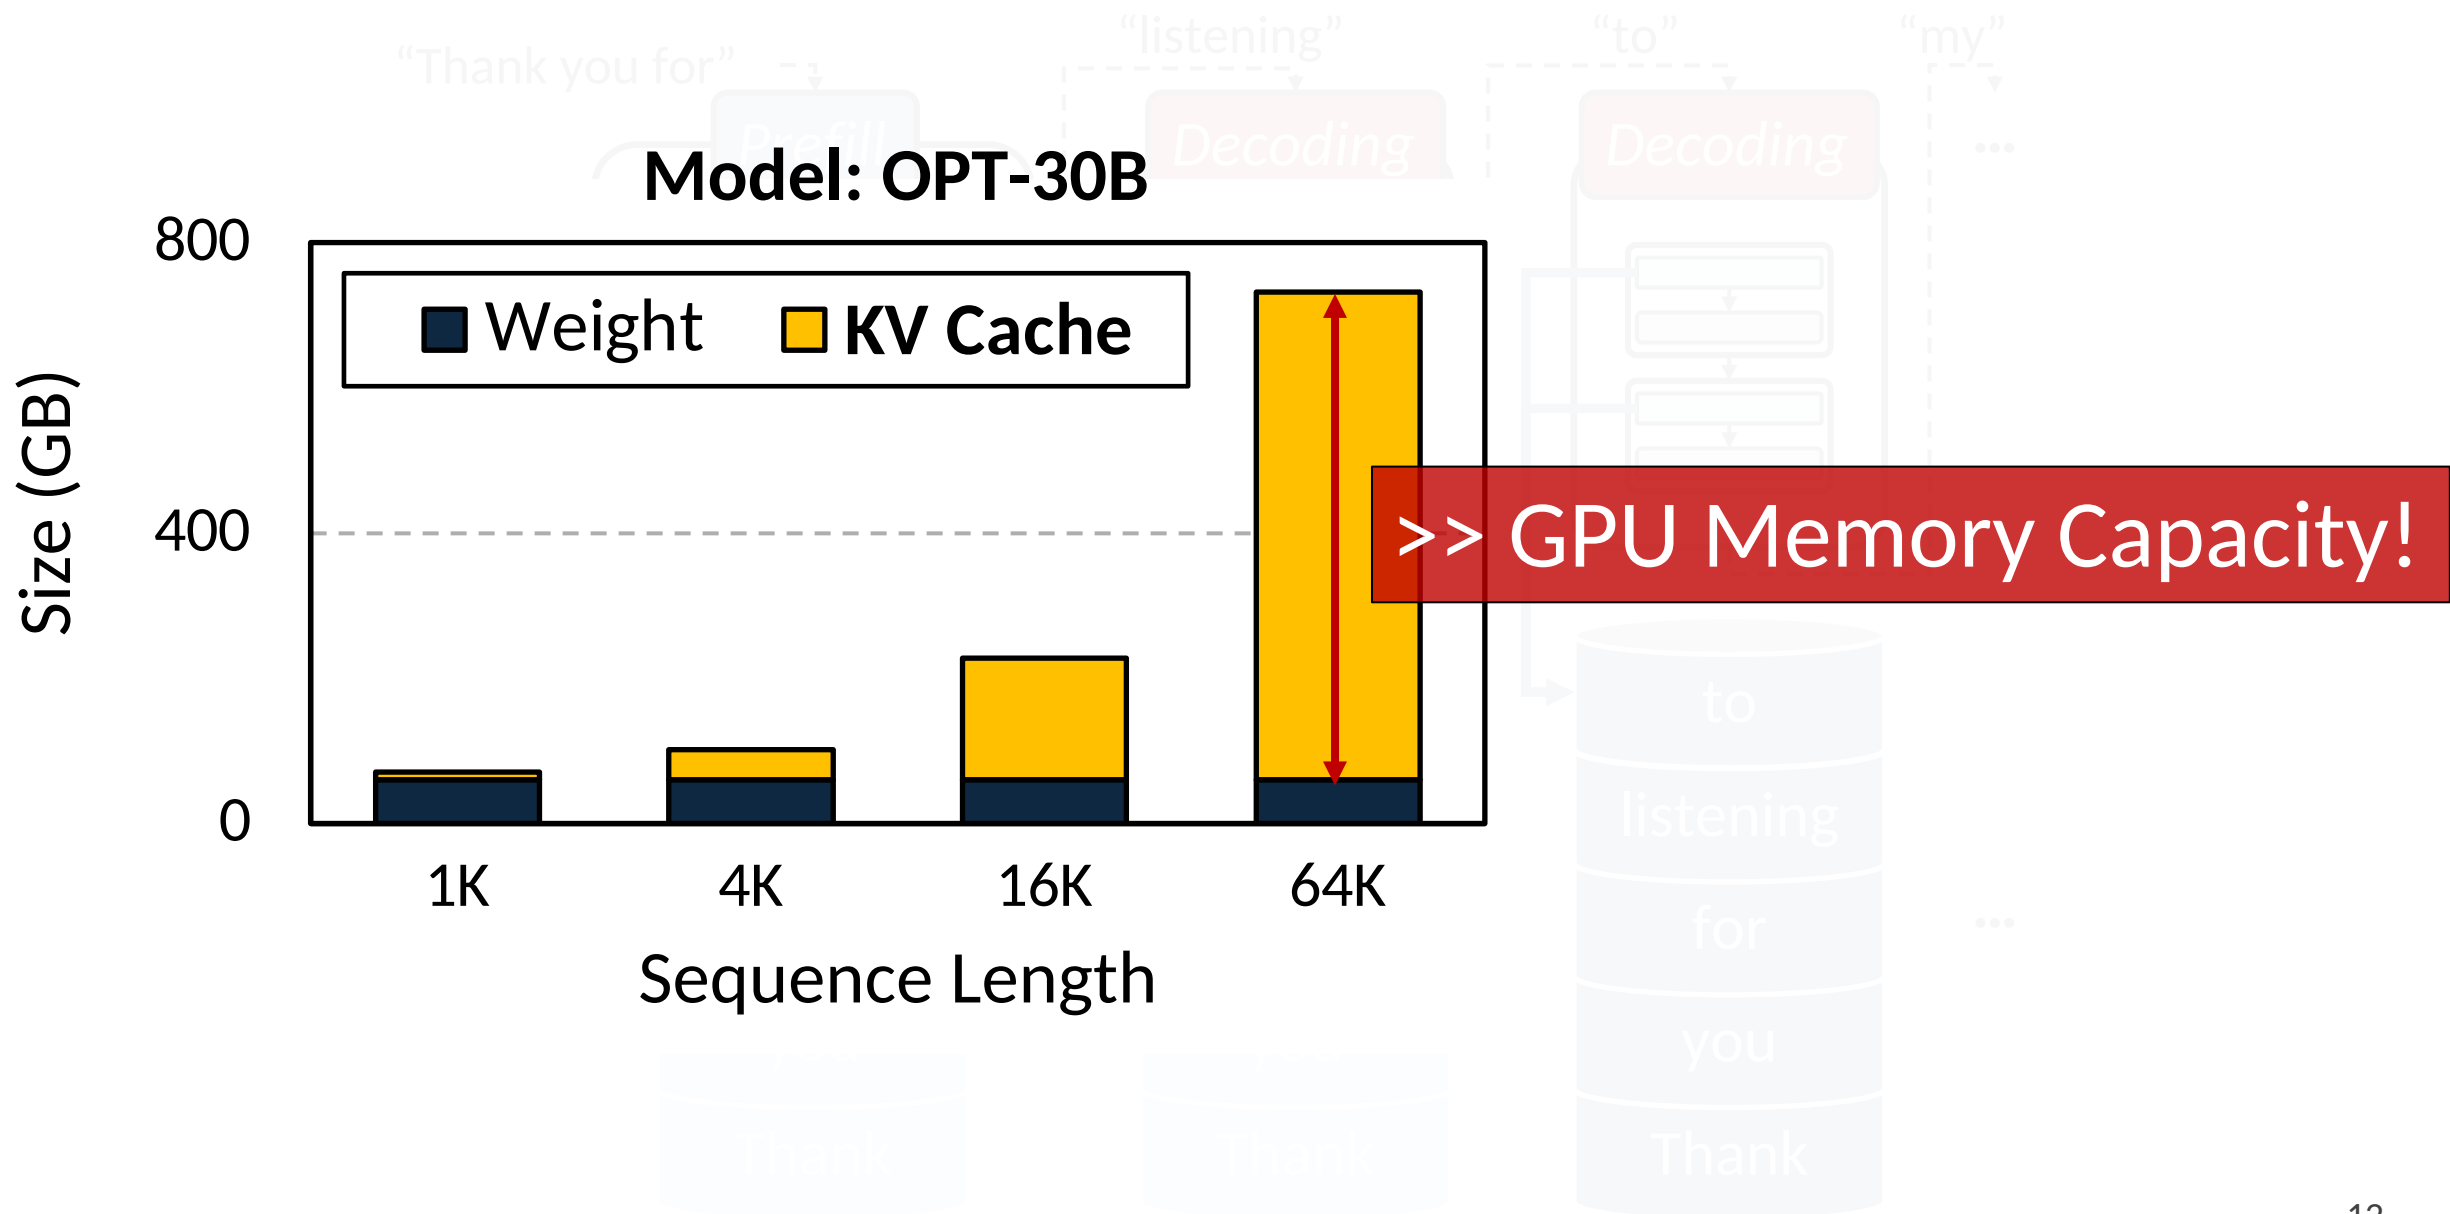 “Thank you for”
“listening”
“to”
“my”
Prefill
Decoding
Decoding
...
Model: OPT-30B
800
400
0
Size (GB)
Weight
KV Cache
>> GPU Memory Capacity!
1K
4K
16K
64K
Sequence Length
to
listening
for
you
Thank
...
Thank
Thank